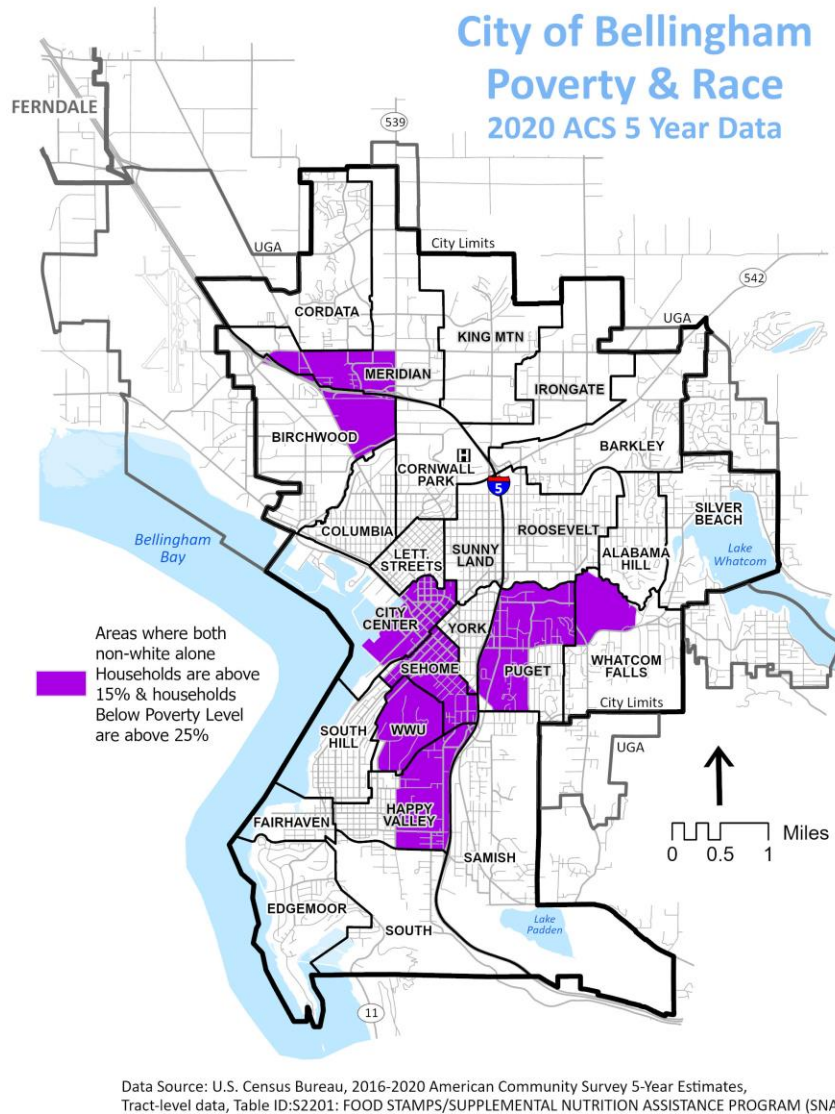 City of Bellingham
Poverty & Race
2020 ACS 5 Year Data
FERNDALE
539
UGA
City Limits
542
CORDATA
UGA
KING MTN
MERIDIAN
IRONGATE
BIRCHWOOD
BARKLEY
H
CORNWALL
PARK
5
SILVER
BEACH
COLUMBIA
ROOSEVELT
Bellingham
Bay
LETT.
STREETS
SUNNY
LAND
ALABAMA
HILL
Lake
Whatcom
CITY
CENTER
YORK
Areas where both
non-white alone
Households are above
15% & households
Below Poverty Level
are above 25%
SEHOME
PUGET
WHATCOM
FALLS
City Limits
SOUTH
HILL
WWU
UGA
HAPPY
VALLEY
FAIRHAVEN
Miles
0 0.5 1
SAMISH
EDGEMOOR
SOUTH
Lake
Padden
11
Data Source: U.S. Census Bureau, 2016-2020 American Community Survey 5-Year Estimates,
Tract-level data, Table ID:S2201: FOOD STAMPS/SUPPLEMENTAL NUTRITION ASSISTANCE PROGRAM (SNA